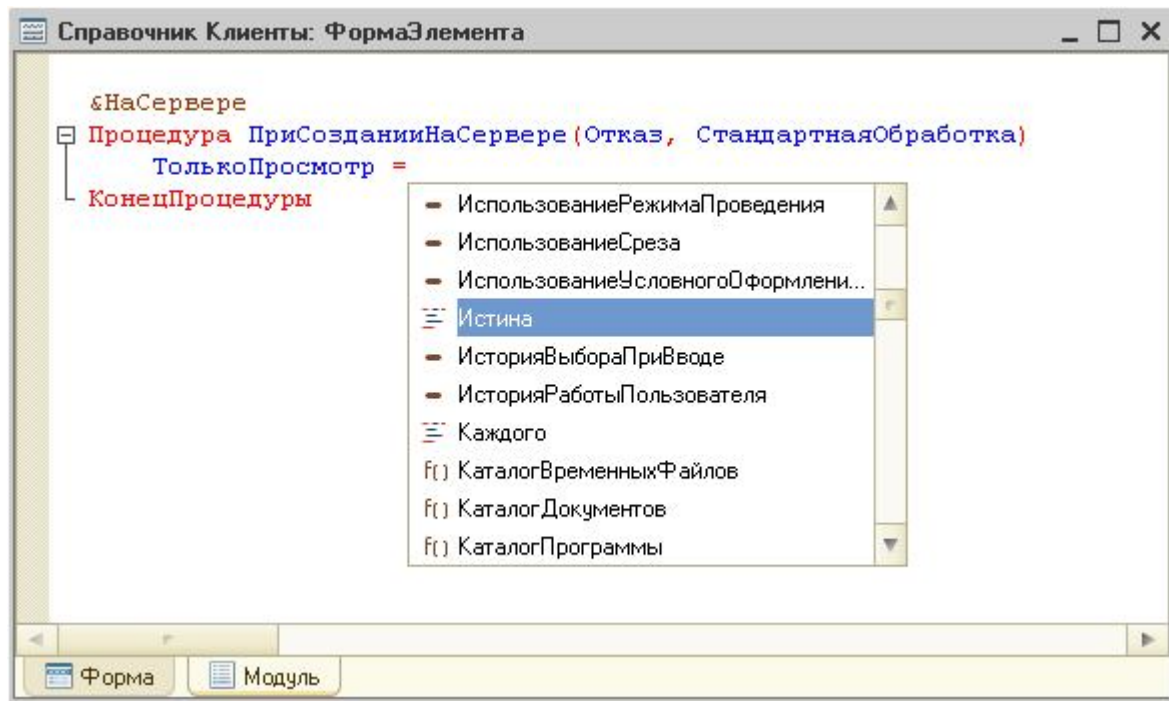 Справочник Клиенты: ФормаЭлемента
&НаСервере
Процедура ПриСозданииНаСервере(Отказ, СтандартнаяОбработка)
ТолькоПросмотр =
КонецПроцедуры
ИспользованиеРежимаПроведения
ИспользованиеСреза
ИспользованиеУсловногоОформлени...
Истина
ИсторияВыбораПриВводе
ИсторияРаботыПользователя
Каждого
f() КаталогВременныхФайлов
f() КаталогДокументов
f() КаталогПрограммы
Форма Модуль